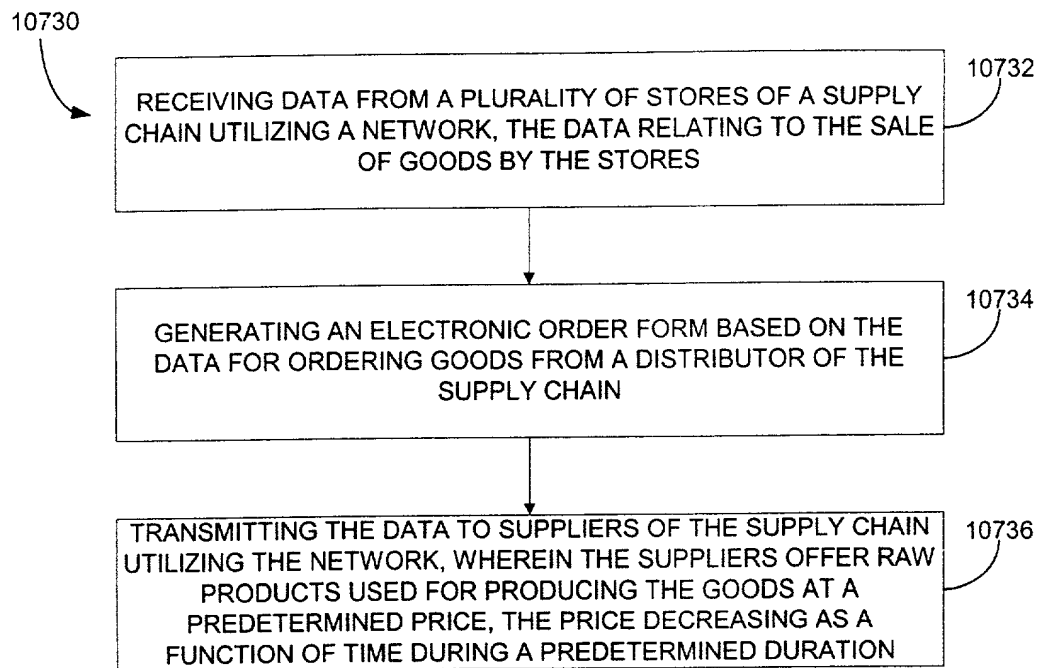 10730
10732
RECEIVING DATA FROM A PLURALITY OF STORES OF A SUPPLY
CHAIN UTILIZING A NETWORK, THE DATA RELATING TO THE SALE
OF GOODS BY THE STORES
10734
GENERATING AN ELECTRONIC ORDER FORM BASED ON THE
DATA FOR ORDERING GOODS FROM A DISTRIBUTOR OF THE
SUPPLY CHAIN
10736
TRANSMITTING THE DATA TO SUPPLIERS OF THE SUPPLY CHAIN
UTILIZING THE NETWORK, WHEREIN THE SUPPLIERS OFFER RAW
PRODUCTS USED FOR PRODUCING THE GOODS AT A
PREDETERMINED PRICE, THE PRICE DECREASING AS A
FUNCTION OF TIME DURING A PREDETERMINED DURATION